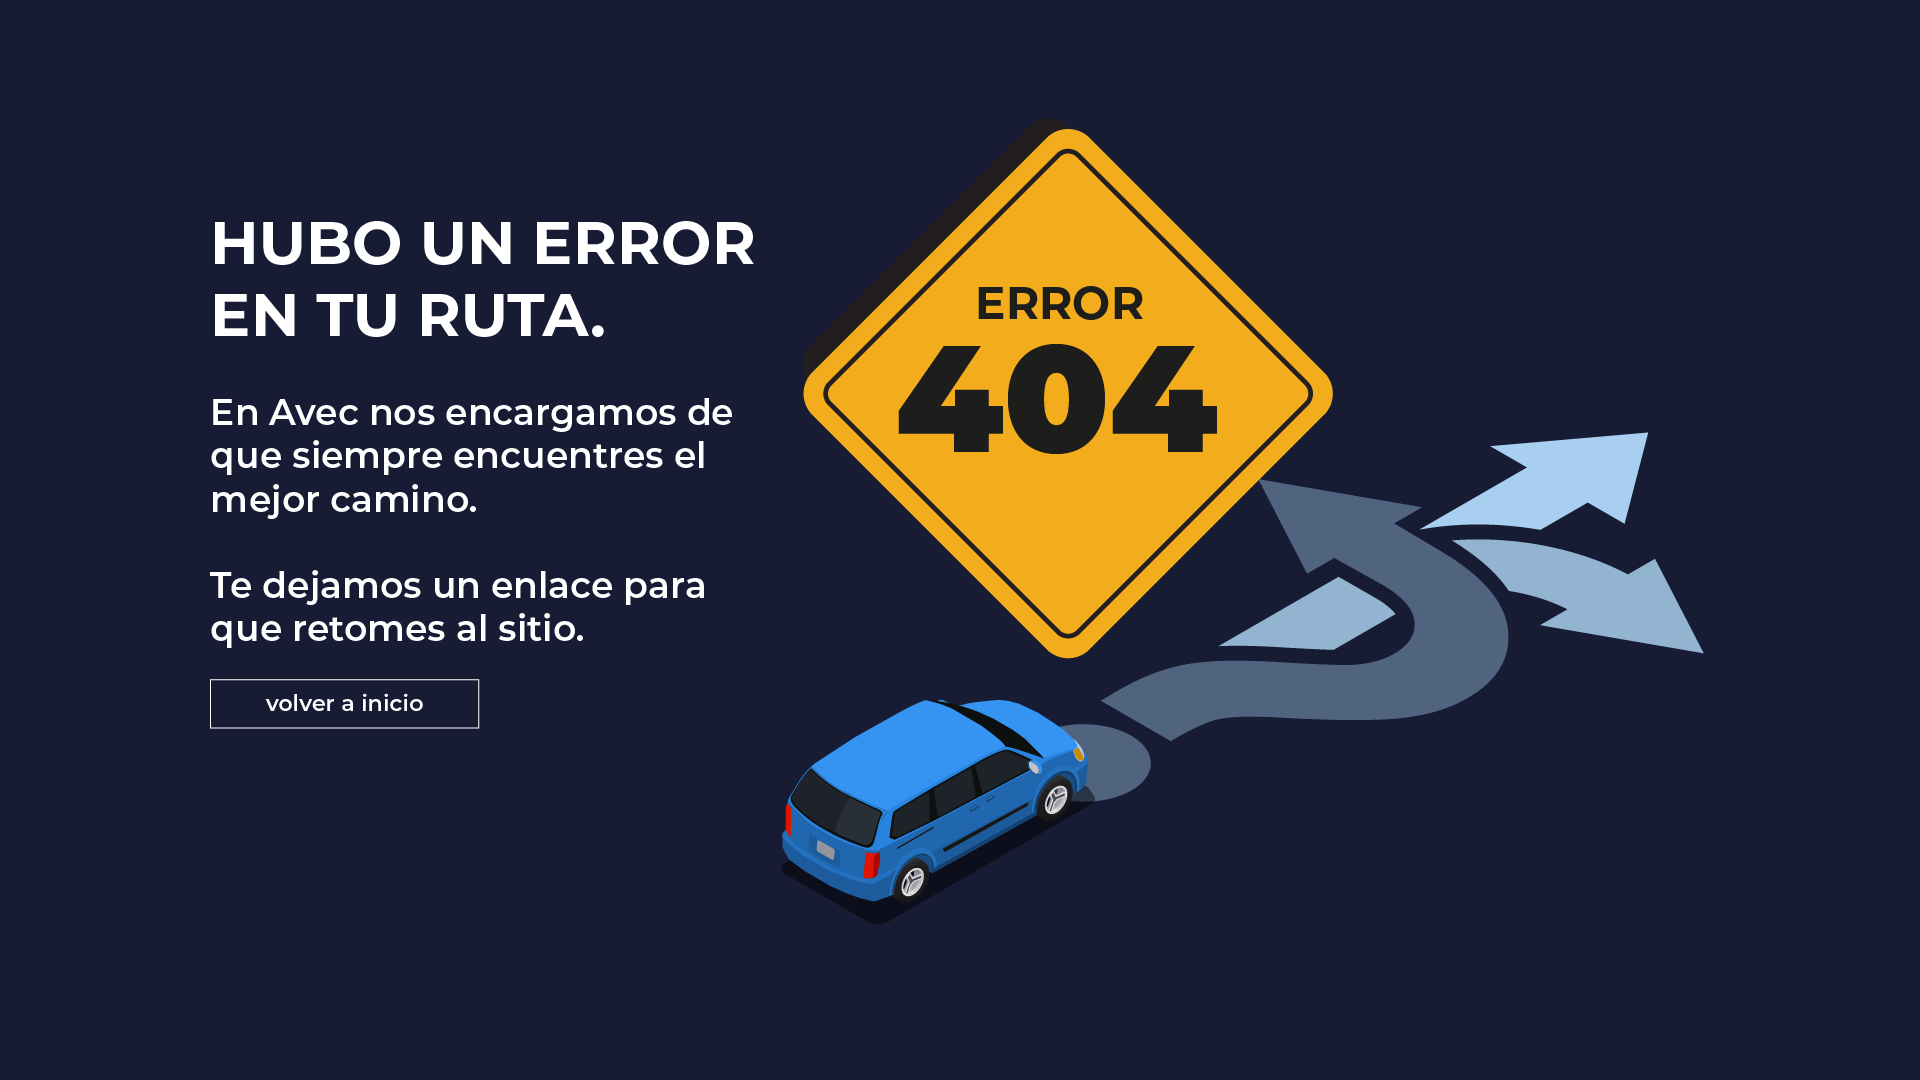 HUBO UN ERROR
EN TU RUTA.
En Avec nos encargamos de
que siempre encuentres el
mejor camino.
Te dejamos un enlace para
que retomes al sitio.
volver a inicio
ERROR
404